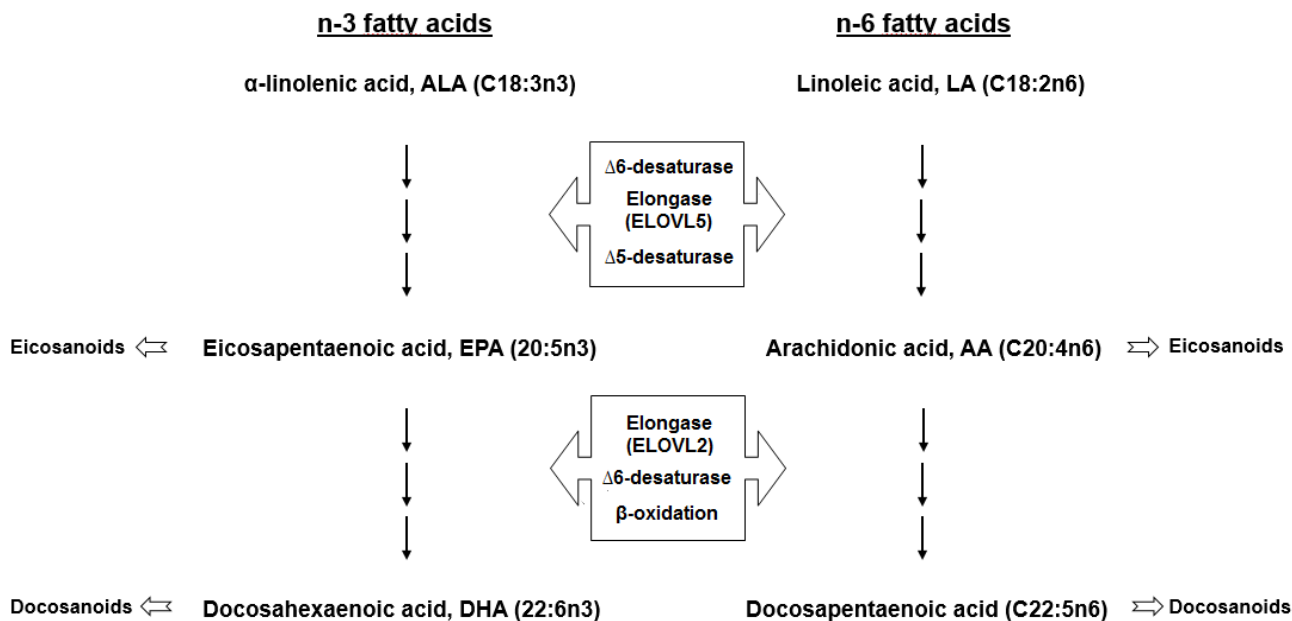 n-3 fatty acids
n-6 fatty acids
α-linolenic acid, ALA (C18:3n3)
Linoleic acid, LA (C18:2n6)
Δ6-desaturase
Elongase
(ELOVL5)
Δ5-desaturase
Eicosanoids
Eicosapentaenoic acid, EPA (20:5n3)
Arachidonic acid, AA (C20:4n6)
Eicosanoids
Elongase
(ELOVL2)
Δ6-desaturase
β-oxidation
Docosanoids
Docosahexaenoic acid, DHA (22:6n3)
Docosapentaenoic acid (C22:5n6)
Docosanoids